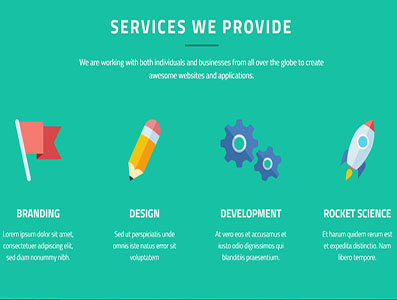 SERVICES WE PROVIDE
We are working with both individuals and businesses from all over the globe to create
awesome websites and applications.
BRANDING
Lorem ipsum dolor sit amet,
consectetuer adipiscing elit,
sed diam nonummy nibh.
DESIGN
Sed ut perspiciatis unde
omnis iste natus error sit
voluptatem
DEVELOPMENT
At vero eos et accusam et
iusto odio dignissimos qui
blanditiis praesentium.
ROCKET SCIENCE
Et harum quidem rerum
et expedita distinctio. Nam
libero tempore.